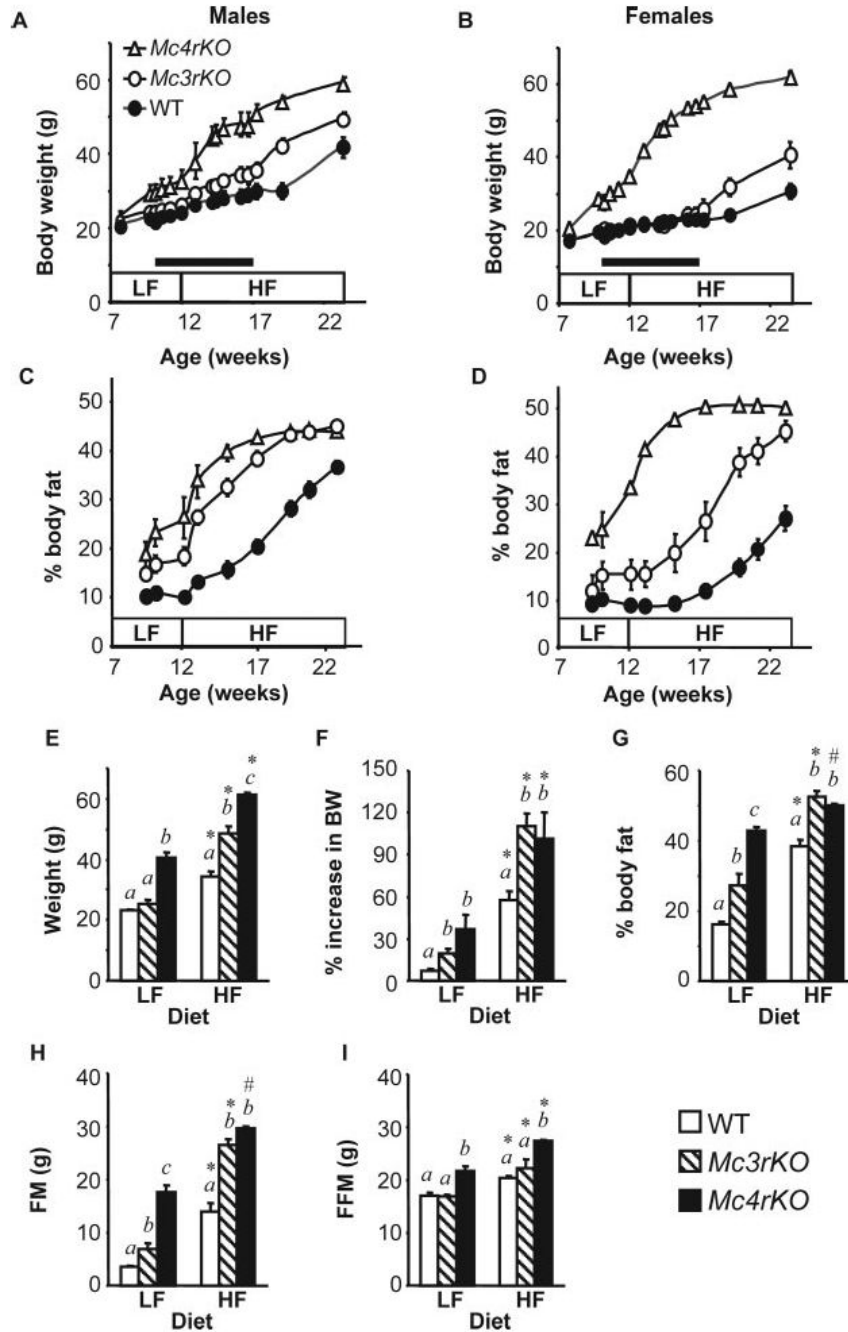 Males
Females
A
Body weight (g)
60
40
20
0
Mc4rKO
Mc3rKO
WT
LF
HF
7
12
17
22
Age (weeks)
B
Body weight (g)
60
40
20
0
LF
HF
7
12
17
22
Age (weeks)
C
% body fat
50
40
30
20
10
0
LF
HF
7
12
17
22
Age (weeks)
D
% body fat
50
40
30
20
10
0
LF
HF
7
12
17
22
Age (weeks)
E
Weight (g)
60
40
20
0
a
a
b
*
a
*
b
*
c
LF
HF
Diet
F
% increase in BW
150
120
90
60
30
0
a
b
b
*
a
*
b
*
b
LF
HF
Diet
G
% body fat
60
40
20
0
a
b
c
*
a
*
b
#
b
LF
HF
Diet
H
FM (g)
40
30
20
10
0
a
b
c
*
a
*
b
#
b
LF
HF
Diet
I
FFM (g)
40
30
20
10
0
a
a
b
*
a
*
a
*
b
LF
HF
Diet
WT
Mc3rKO
Mc4rKO